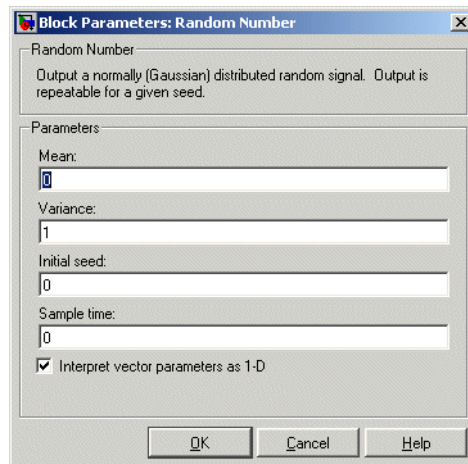 Block Parameters: Random Number
Random Number
Output a normally (Gaussian) distributed random signal.  Output is
repeatable for a given seed.
Parameters
Mean:
0
Variance:
1
Initial seed:
0
Sample time:
0
Interpret vector parameters as 1-D
OK Cancel Help